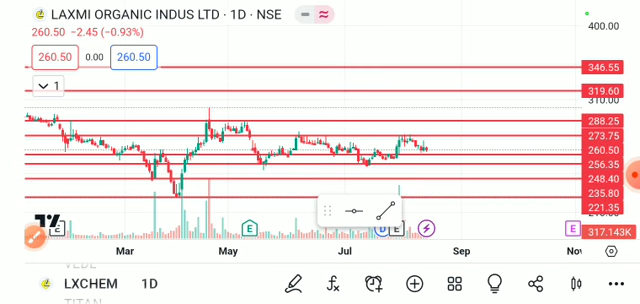 LAXMI ORGANIC INDUS LTD · 1D · NSE
260.50 −2.45 (−0.93%)
260.50 0.00 260.50
1
400.00
346.55
319.60
310.00
288.25
273.75
260.50
256.35
248.40
235.80
221.35
317.143K
E E D E E
Mar May Jul Sep Nov
LXCHEM 1D
TITAN